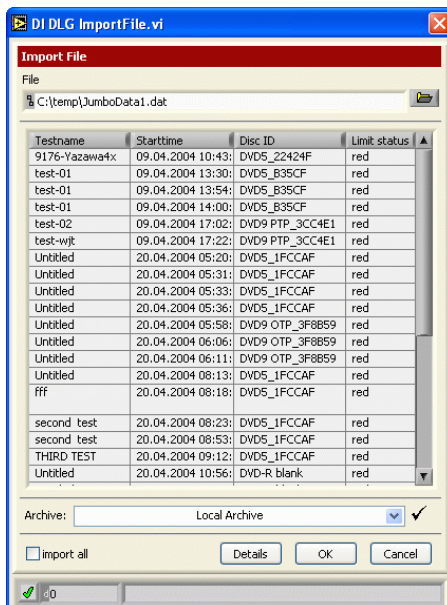 DI DLG ImportFile.vi
Import File
File
C:\temp\JumboData1.dat
Testname Starttime Disc ID Limit status
9176-Yazawa4x 09.04.2004 10:43: DVD5_22424F red
test-01 09.04.2004 13:30: DVD5_B35CF red
test-01 09.04.2004 13:54: DVD5_B35CF red
test-01 09.04.2004 14:00: DVD5_B35CF red
test-02 09.04.2004 17:02: DVD9 PTP_3CC4E1 red
test-wjt 09.04.2004 17:22: DVD9 PTP_3CC4E1 red
Untitled 20.04.2004 05:20: DVD5_1FCCAF red
Untitled 20.04.2004 05:31: DVD5_1FCCAF red
Untitled 20.04.2004 05:33: DVD5_1FCCAF red
Untitled 20.04.2004 05:36: DVD5_1FCCAF red
Untitled 20.04.2004 05:58: DVD9 OTP_3F8B59 red
Untitled 20.04.2004 06:06: DVD9 OTP_3F8B59 red
Untitled 20.04.2004 06:11: DVD9 OTP_3F8B59 red
Untitled 20.04.2004 08:13: DVD5_1FCCAF red
fff 20.04.2004 08:18: DVD5_1FCCAF red
second test 20.04.2004 08:23: DVD5_1FCCAF red
second test 20.04.2004 08:53: DVD5_1FCCAF red
THIRD TEST 20.04.2004 09:12: DVD5_1FCCAF red
Untitled 20.04.2004 10:56: DVD-R blank red
Archive: Local Archive
import all Details OK Cancel
d0